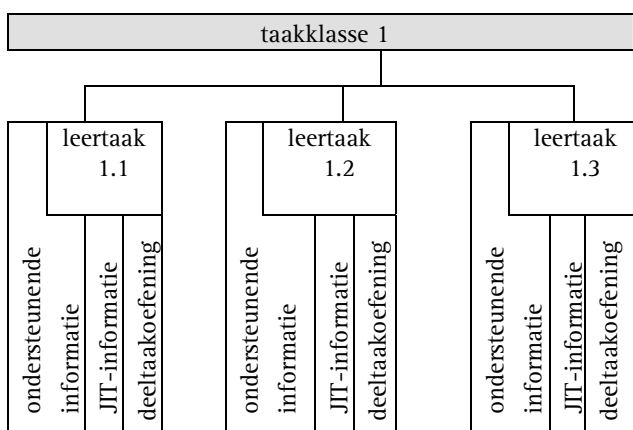 taakklasse 1
leertaak
1.1
ondersteunende
informatie
JIT-informatie
deeltaakoefening
leertaak
1.2
ondersteunende
informatie
JIT-informatie
deeltaakoefening
leertaak
1.3
ondersteunende
informatie
JIT-informatie
deeltaakoefening